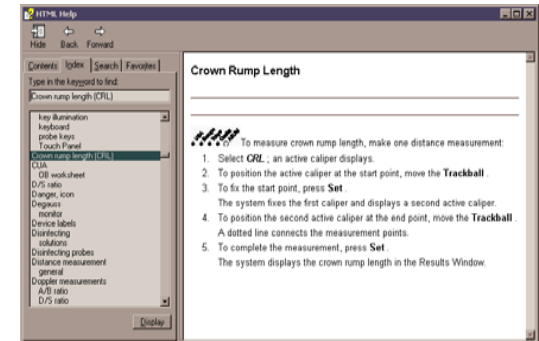 HTML Help
Hide Back Forward
Contents Index Search Favorites
Type in the keyword to find:
Crown rump length (CRL)
key illumination
keyboard
probe keys
Touch Panel
Crown rump length (CRL)
CUA
OB worksheet
D/S ratio
Danger, icon
Degauss
monitor
Device labels
Disinfecting
solutions
Disinfecting probes
Distance measurement
general
Doppler measurements
A/B ratio
D/S ratio
Display
Crown Rump Length
To measure crown rump length, make one distance measurement:
1. Select CRL ; an active caliper displays.
2. To position the active caliper at the start point, move the Trackball .
3. To fix the start point, press Set .
The system fixes the first caliper and displays a second active caliper.
4. To position the second active caliper at the end point, move the Trackball .
A dotted line connects the measurement points.
5. To complete the measurement, press Set .
The system displays the crown rump length in the Results Window.